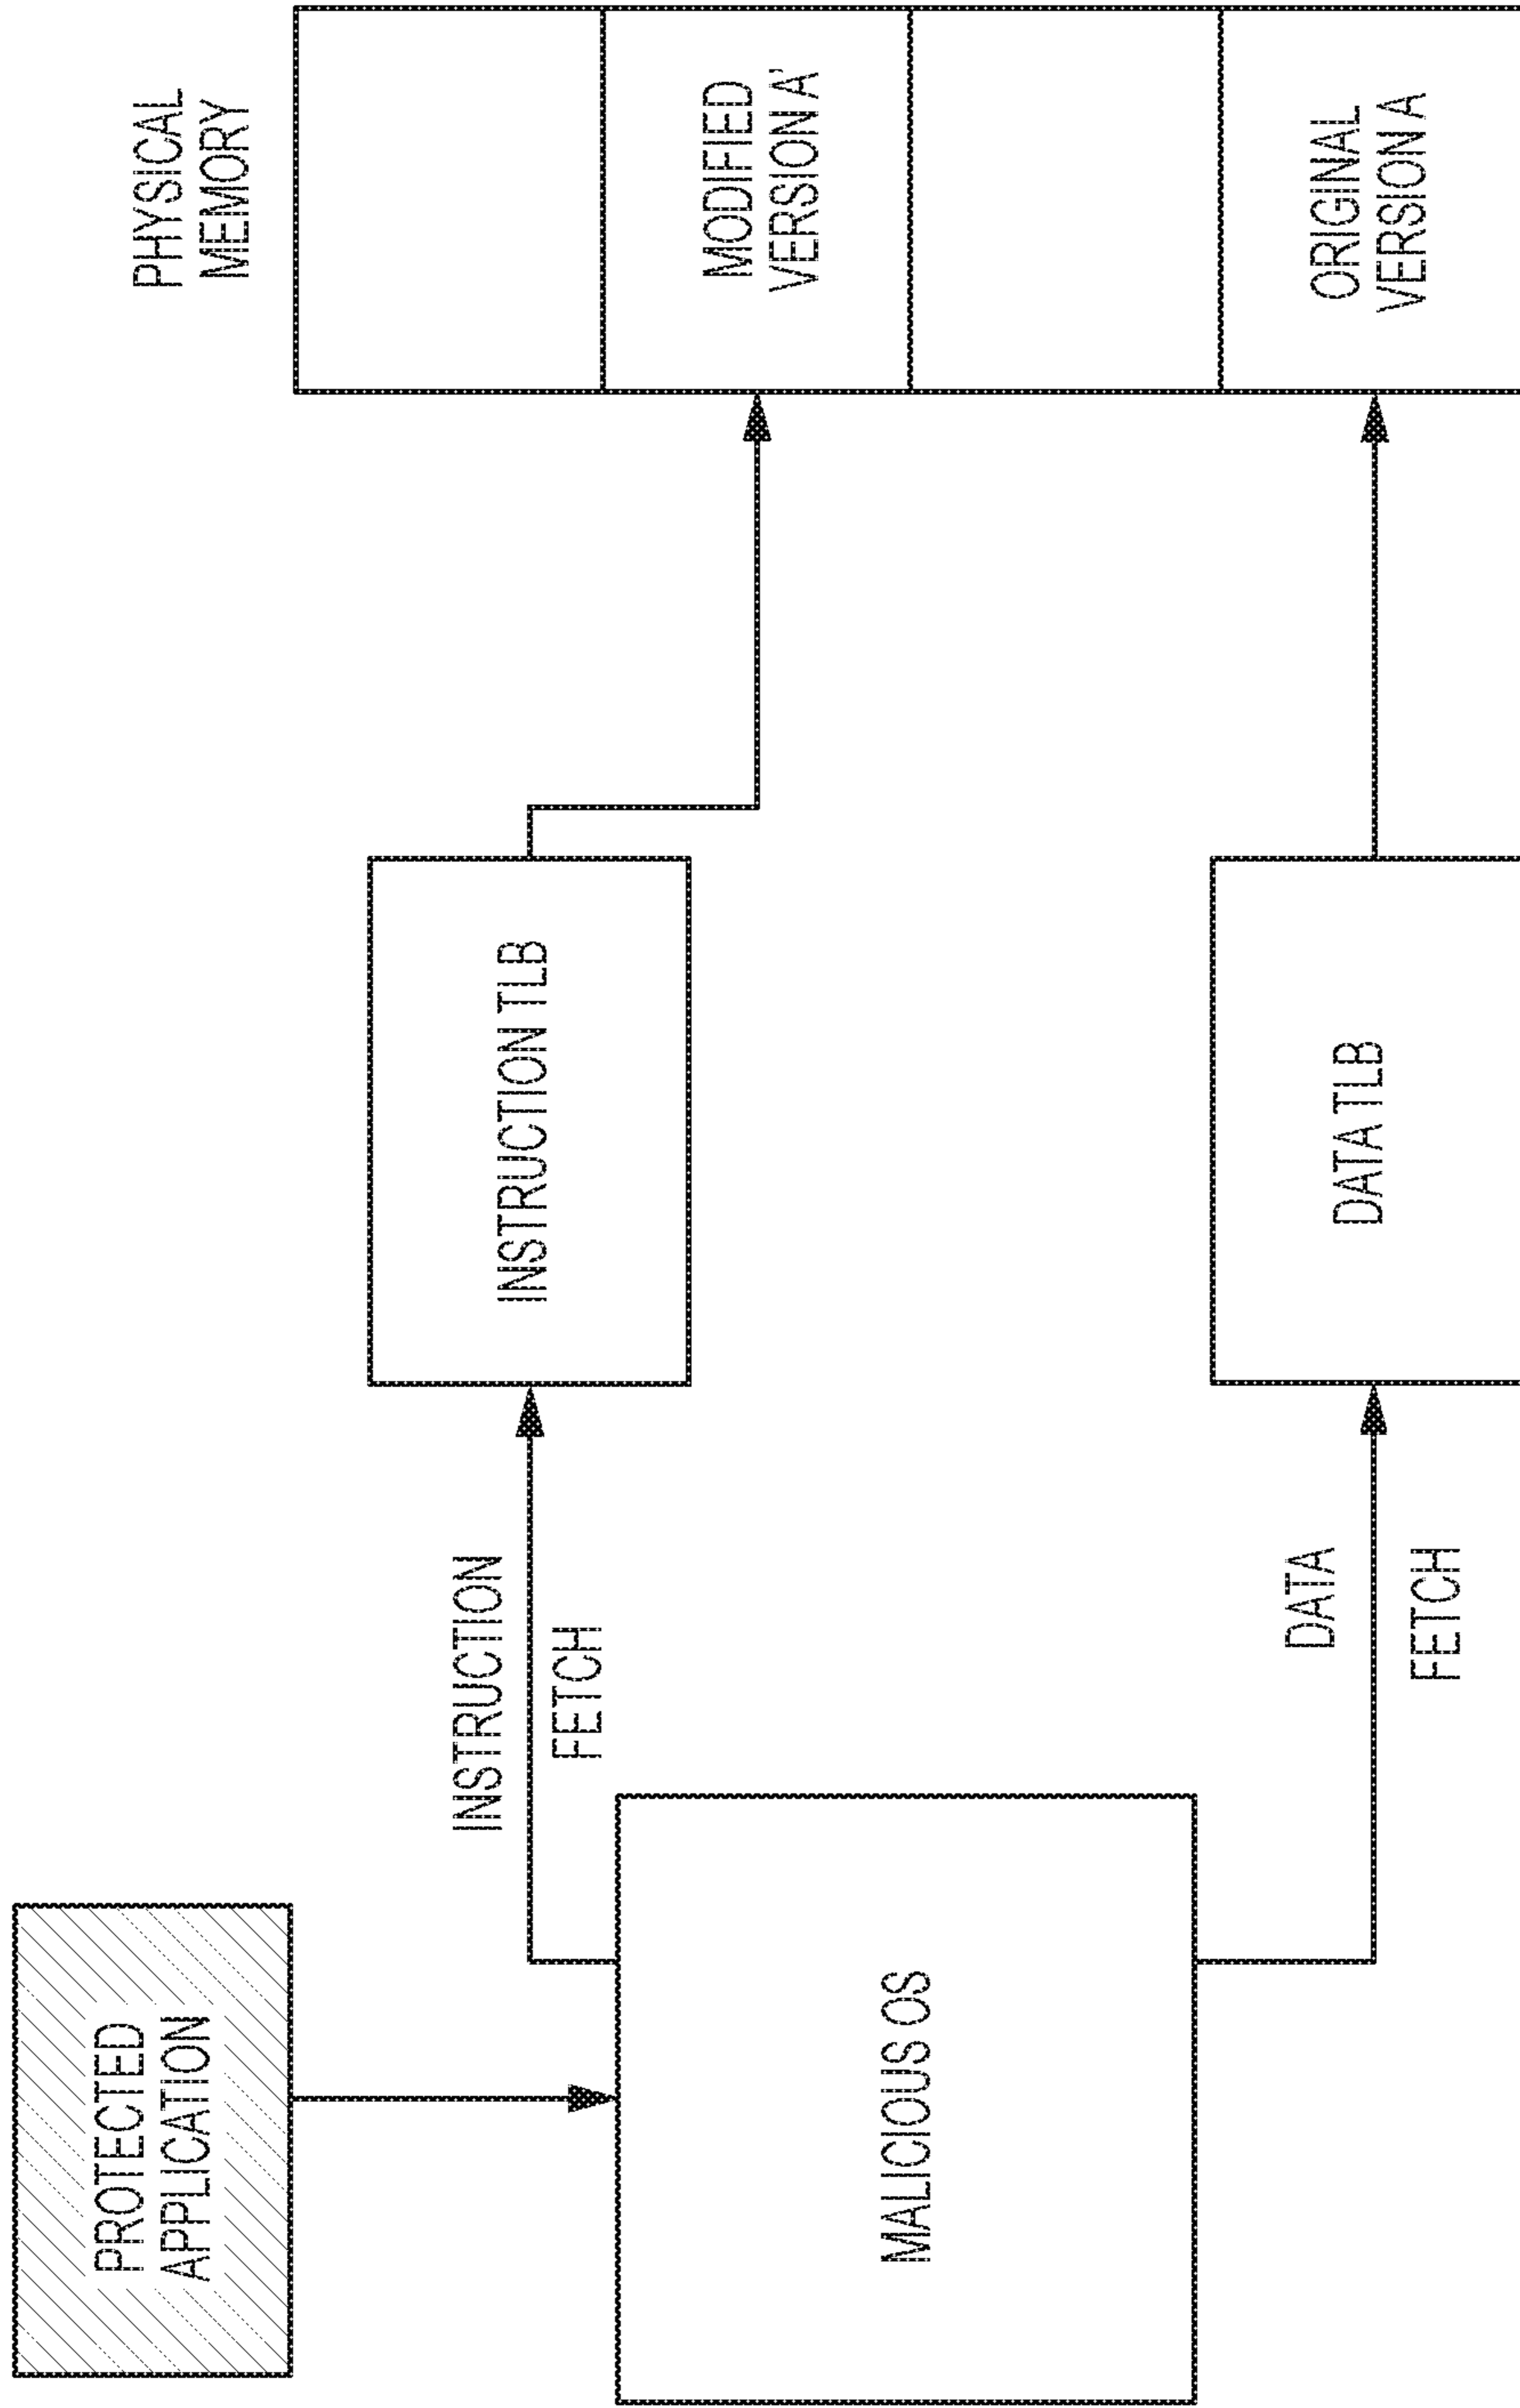 PROTECTED
APPLICATION
MALICIOUS OS
INSTRUCTION
FETCH
DATA
FETCH
INSTRUCTION TLB
DATA TLB
PHYSICAL
MEMORY
MODIFIED
VERSION A'
ORIGINAL
VERSION A